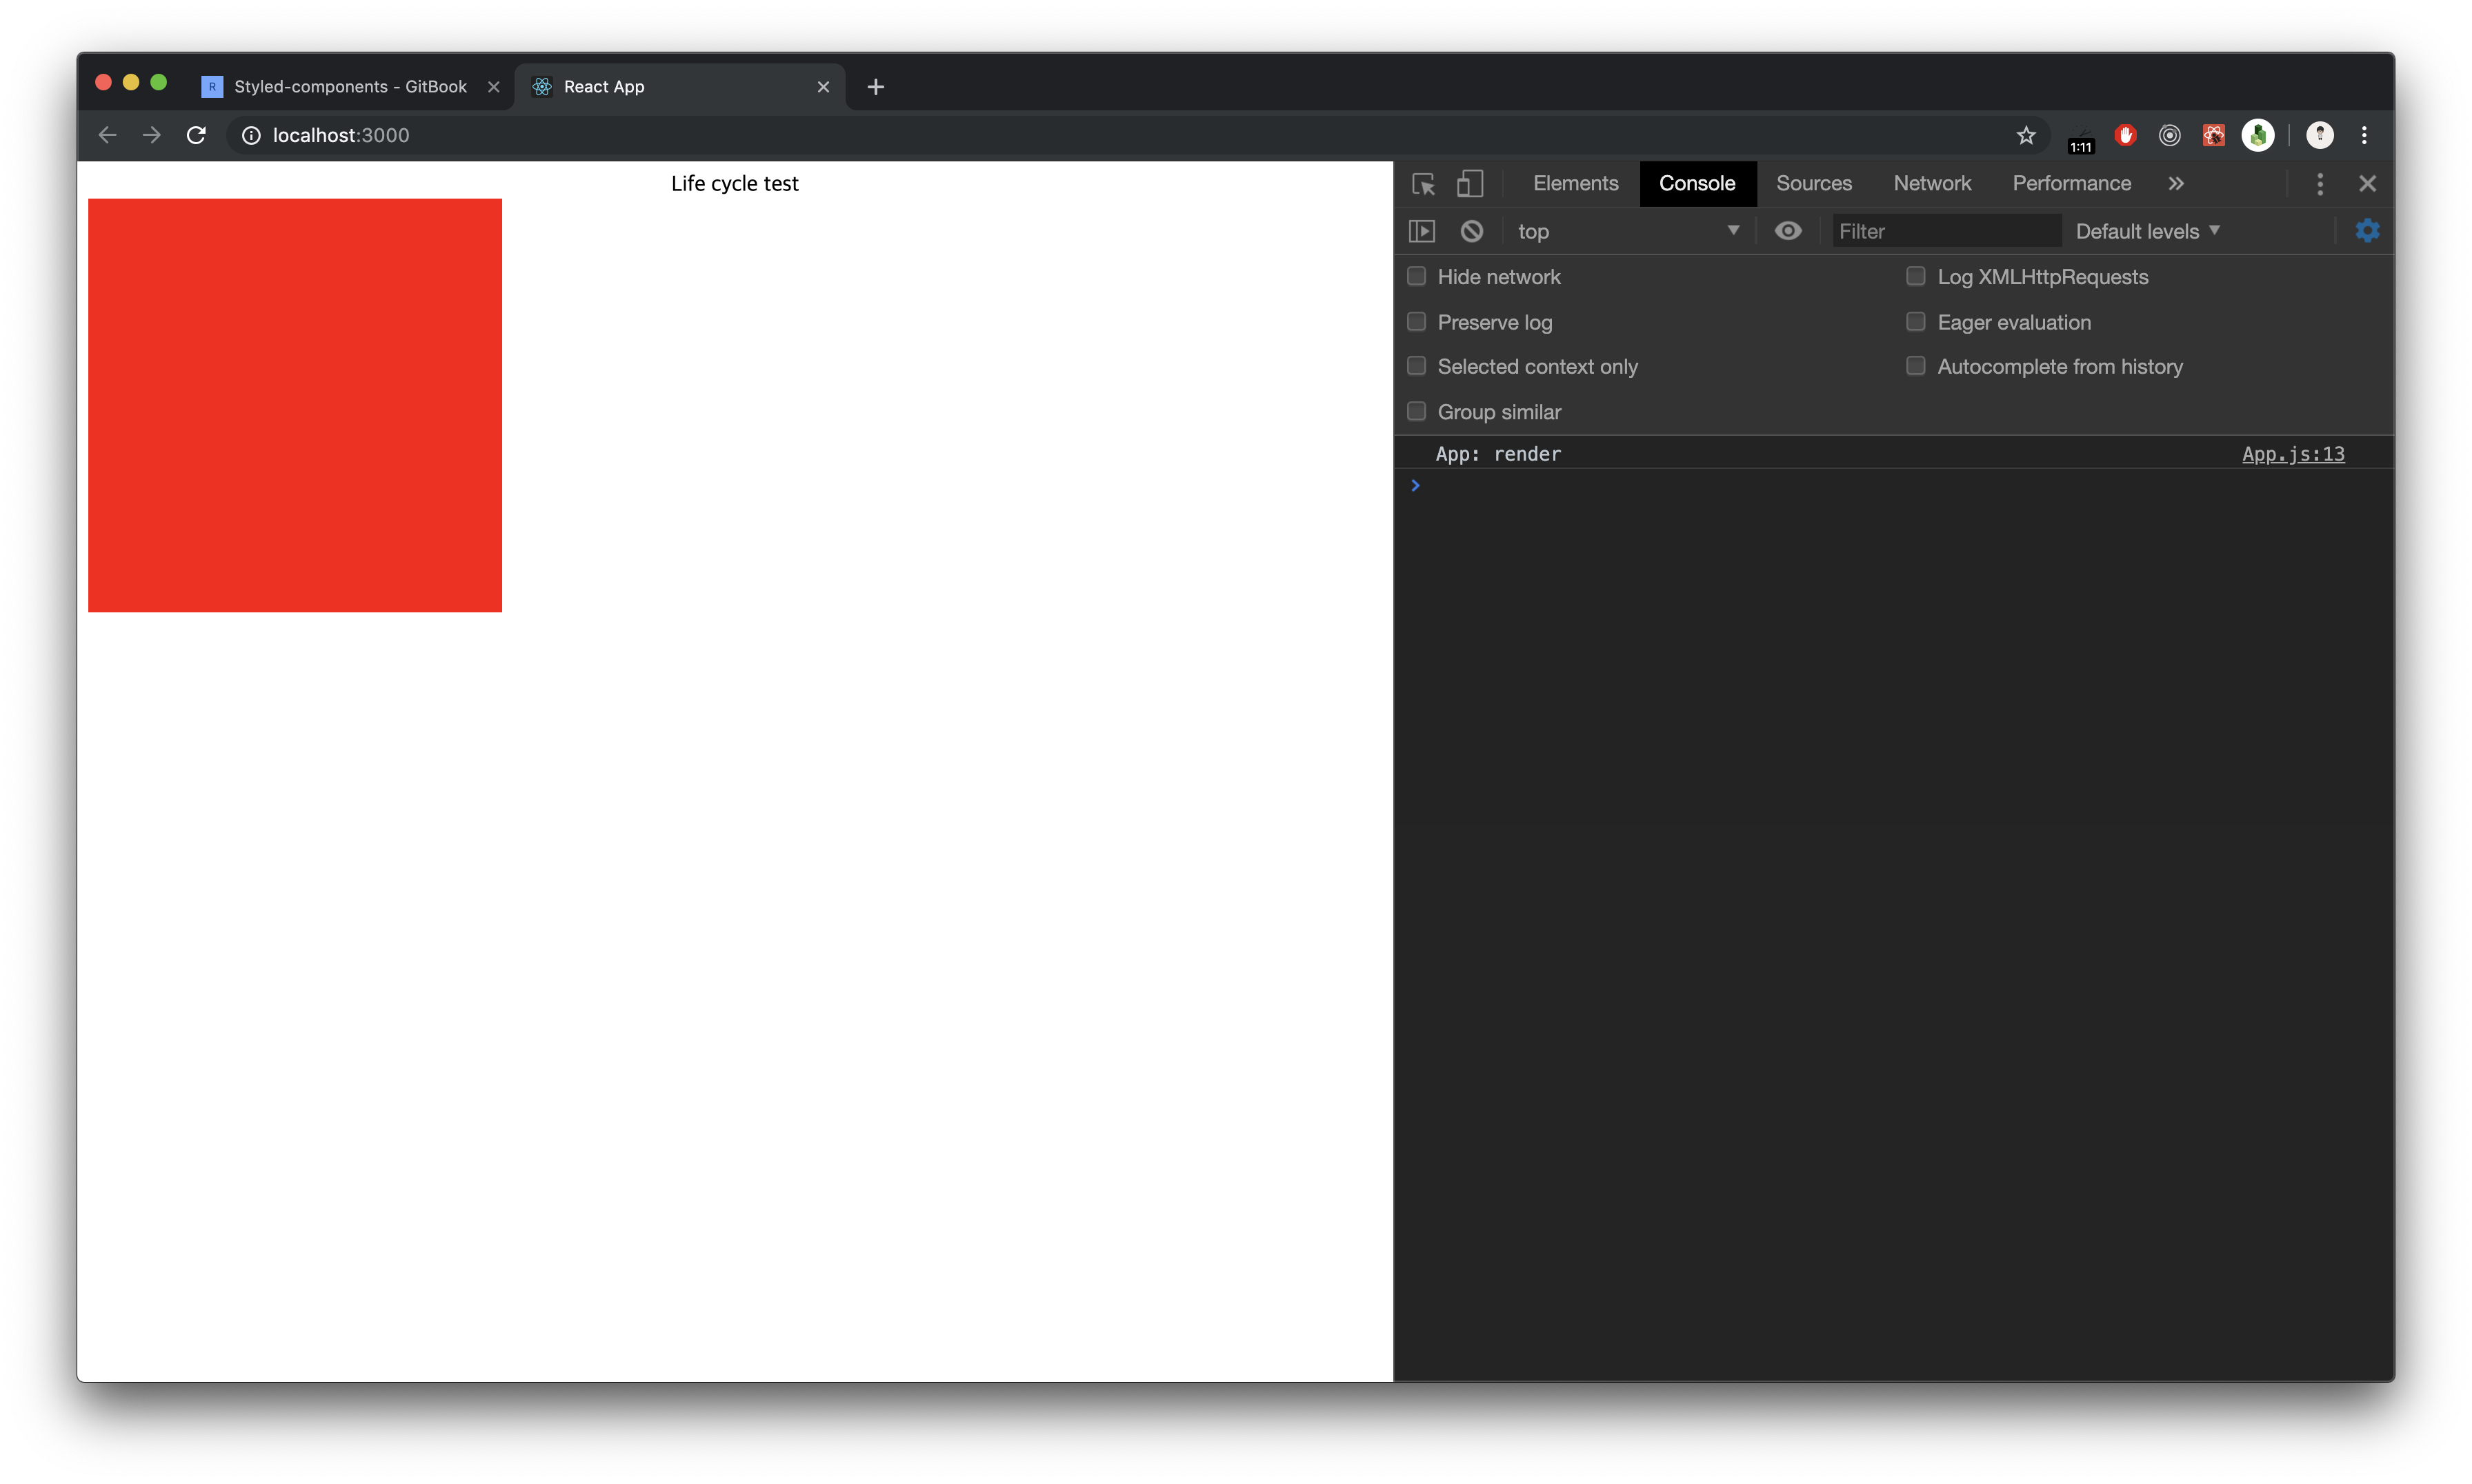 R Styled-components - GitBook
React App
localhost:3000
1:11
Life cycle test
Elements Console Sources Network Performance
top Filter Default levels
Hide network Log XMLHttpRequests
Preserve log Eager evaluation
Selected context only Autocomplete from history
Group similar
App: render App.js:13